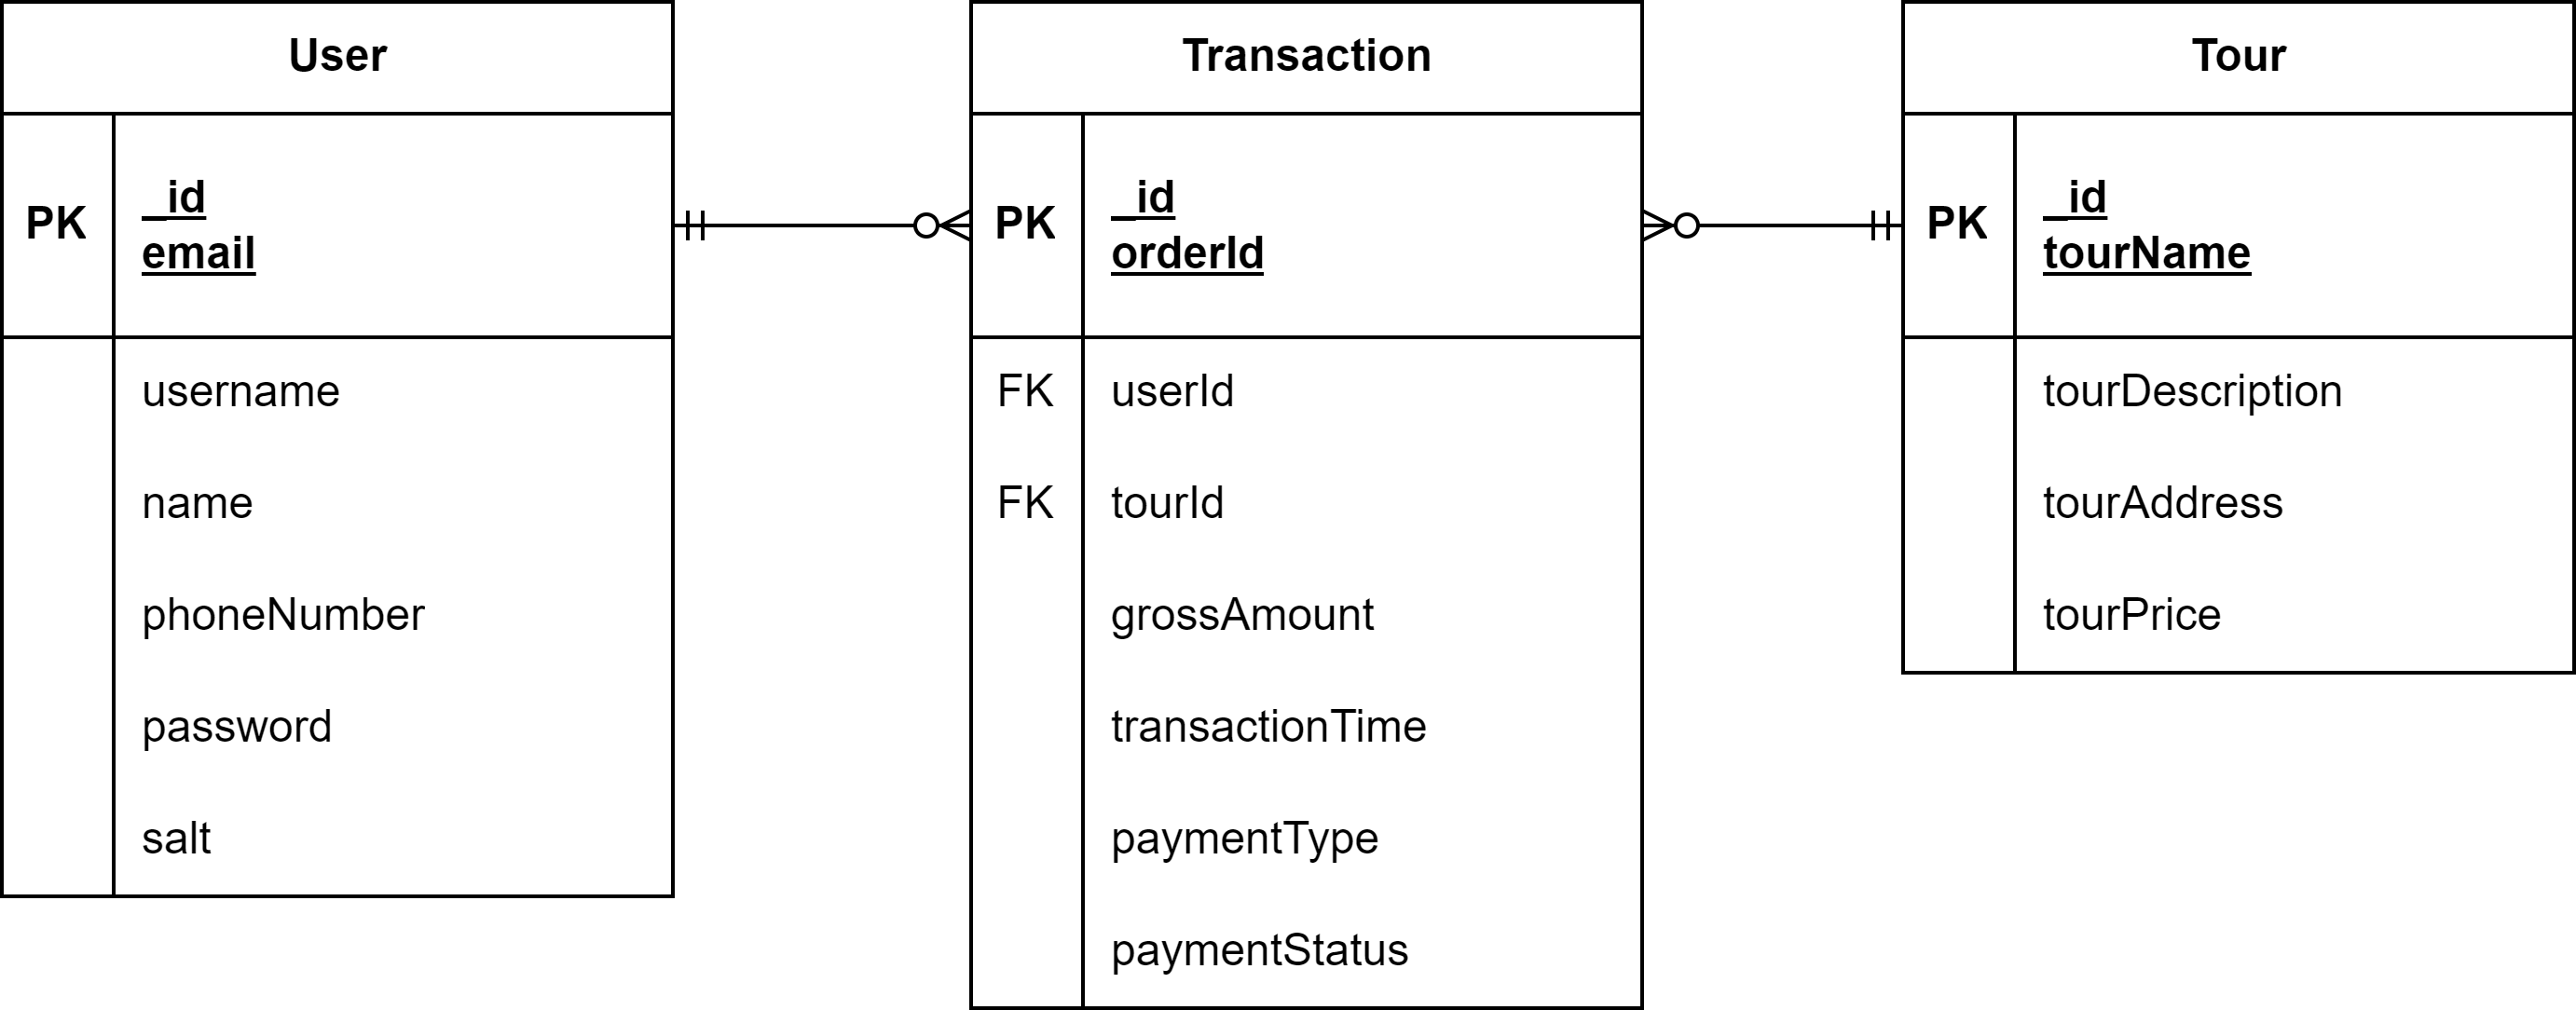 User
PK
_id
email
username
name
phoneNumber
password
salt
Transaction
PK
_id
orderId
FK userId
FK tourId
grossAmount
transactionTime
paymentType
paymentStatus
Tour
PK
_id
tourName
tourDescription
tourAddress
tourPrice